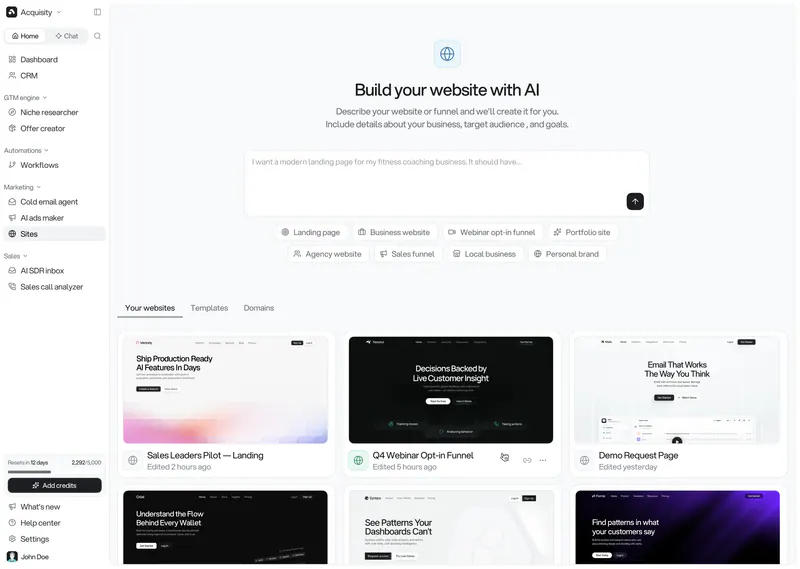 Acquisity
Home
Chat
Dashboard
CRM
GTM engine
Niche researcher
Offer creator
Automations
Workflows
Marketing
Cold email agent
AI ads maker
Sites
Sales
AI SDR inbox
Sales call analyzer
Resets in 12 days
2,292/5,000
Add credits
What's new
Help center
Settings
John Doe
Build your website with AI
Describe your website or funnel and we'll create it for you.
Include details about your business, target audience , and goals.
I want a modern landing page for my fitness coaching business. It should have...
Landing page
Business website
Webinar opt-in funnel
Portfolio site
Agency website
Sales funnel
Local business
Personal brand
Your websites
Templates
Domains
Ship Production Ready
AI Features In Days
Sales Leaders Pilot — Landing
Edited 2 hours ago
Decisions Backed by
Live Customer Insight
Q4 Webinar Opt-in Funnel
Edited 5 hours ago
Email That Works
The Way You Think
Demo Request Page
Edited yesterday
Understand the Flow
Behind Every Wallet
See Patterns Your
Dashboards Can't
Find patterns in what
your customers say